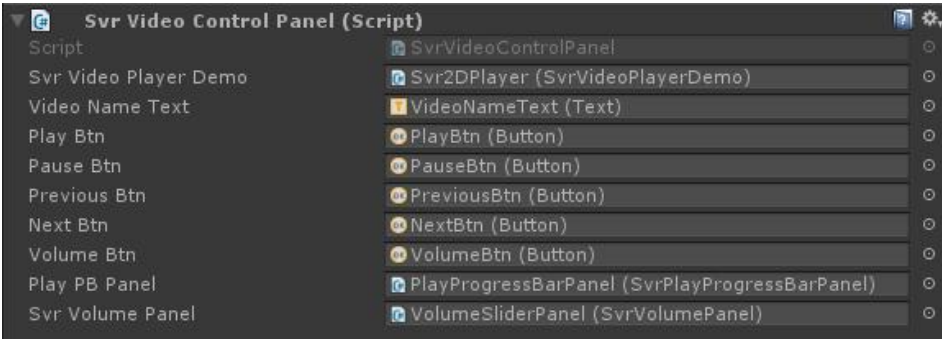 Svr Video Control Panel (Script)
Script SvrVideoControlPanel
Svr Video Player Demo Svr2DPlayer (SvrVideoPlayerDemo)
Video Name Text VideoNameText (Text)
Play Btn PlayBtn (Button)
Pause Btn PauseBtn (Button)
Previous Btn PreviousBtn (Button)
Next Btn NextBtn (Button)
Volume Btn VolumeBtn (Button)
Play PB Panel PlayProgressBarPanel (SvrPlayProgressBarPanel)
Svr Volume Panel VolumeSliderPanel (SvrVolumePanel)